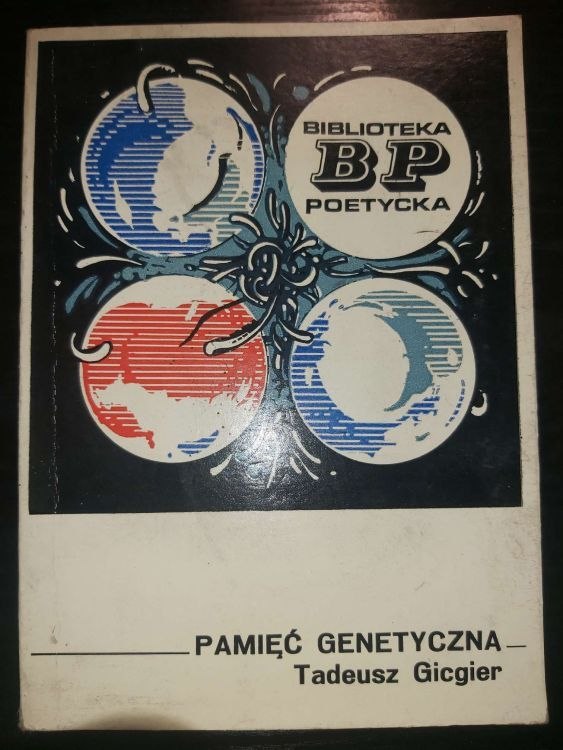 BIBLIOTEKA
BP
POETYCKA
PAMIĘĆ GENETYCZNA
Tadeusz Gicgier